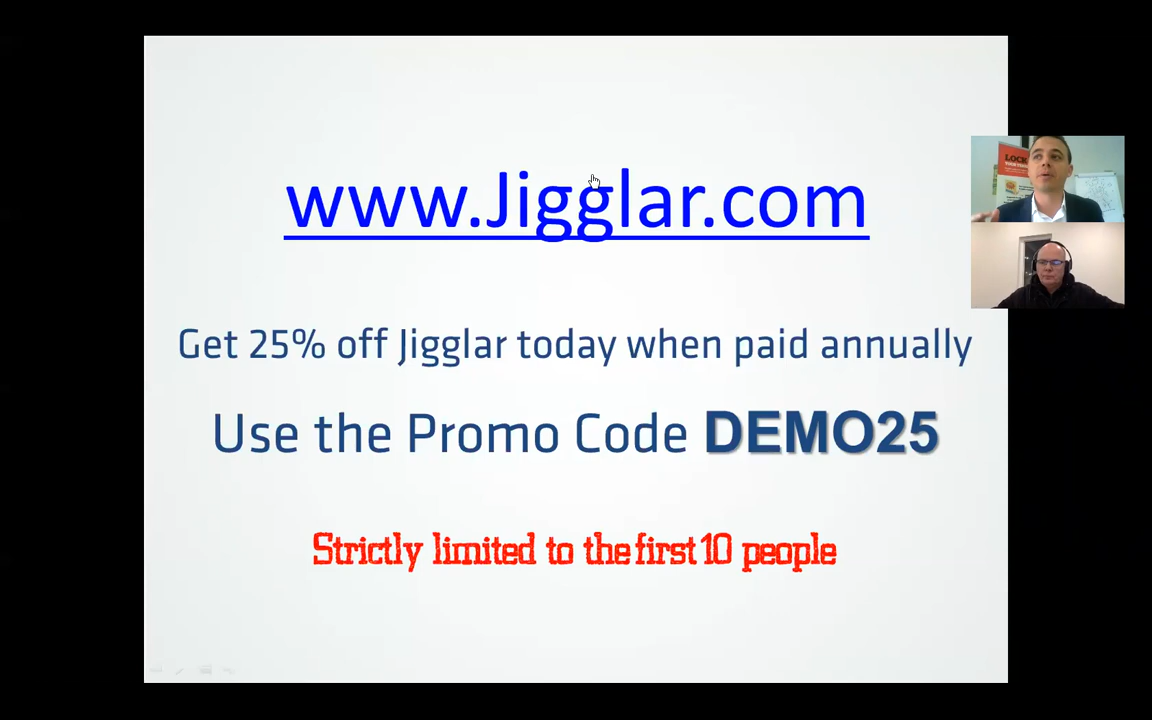 www.Jigglar.com
Get 25% off Jigglar today when paid annually
Use the Promo Code DEMO25
Strictly limited to the first 10 people
LOCK